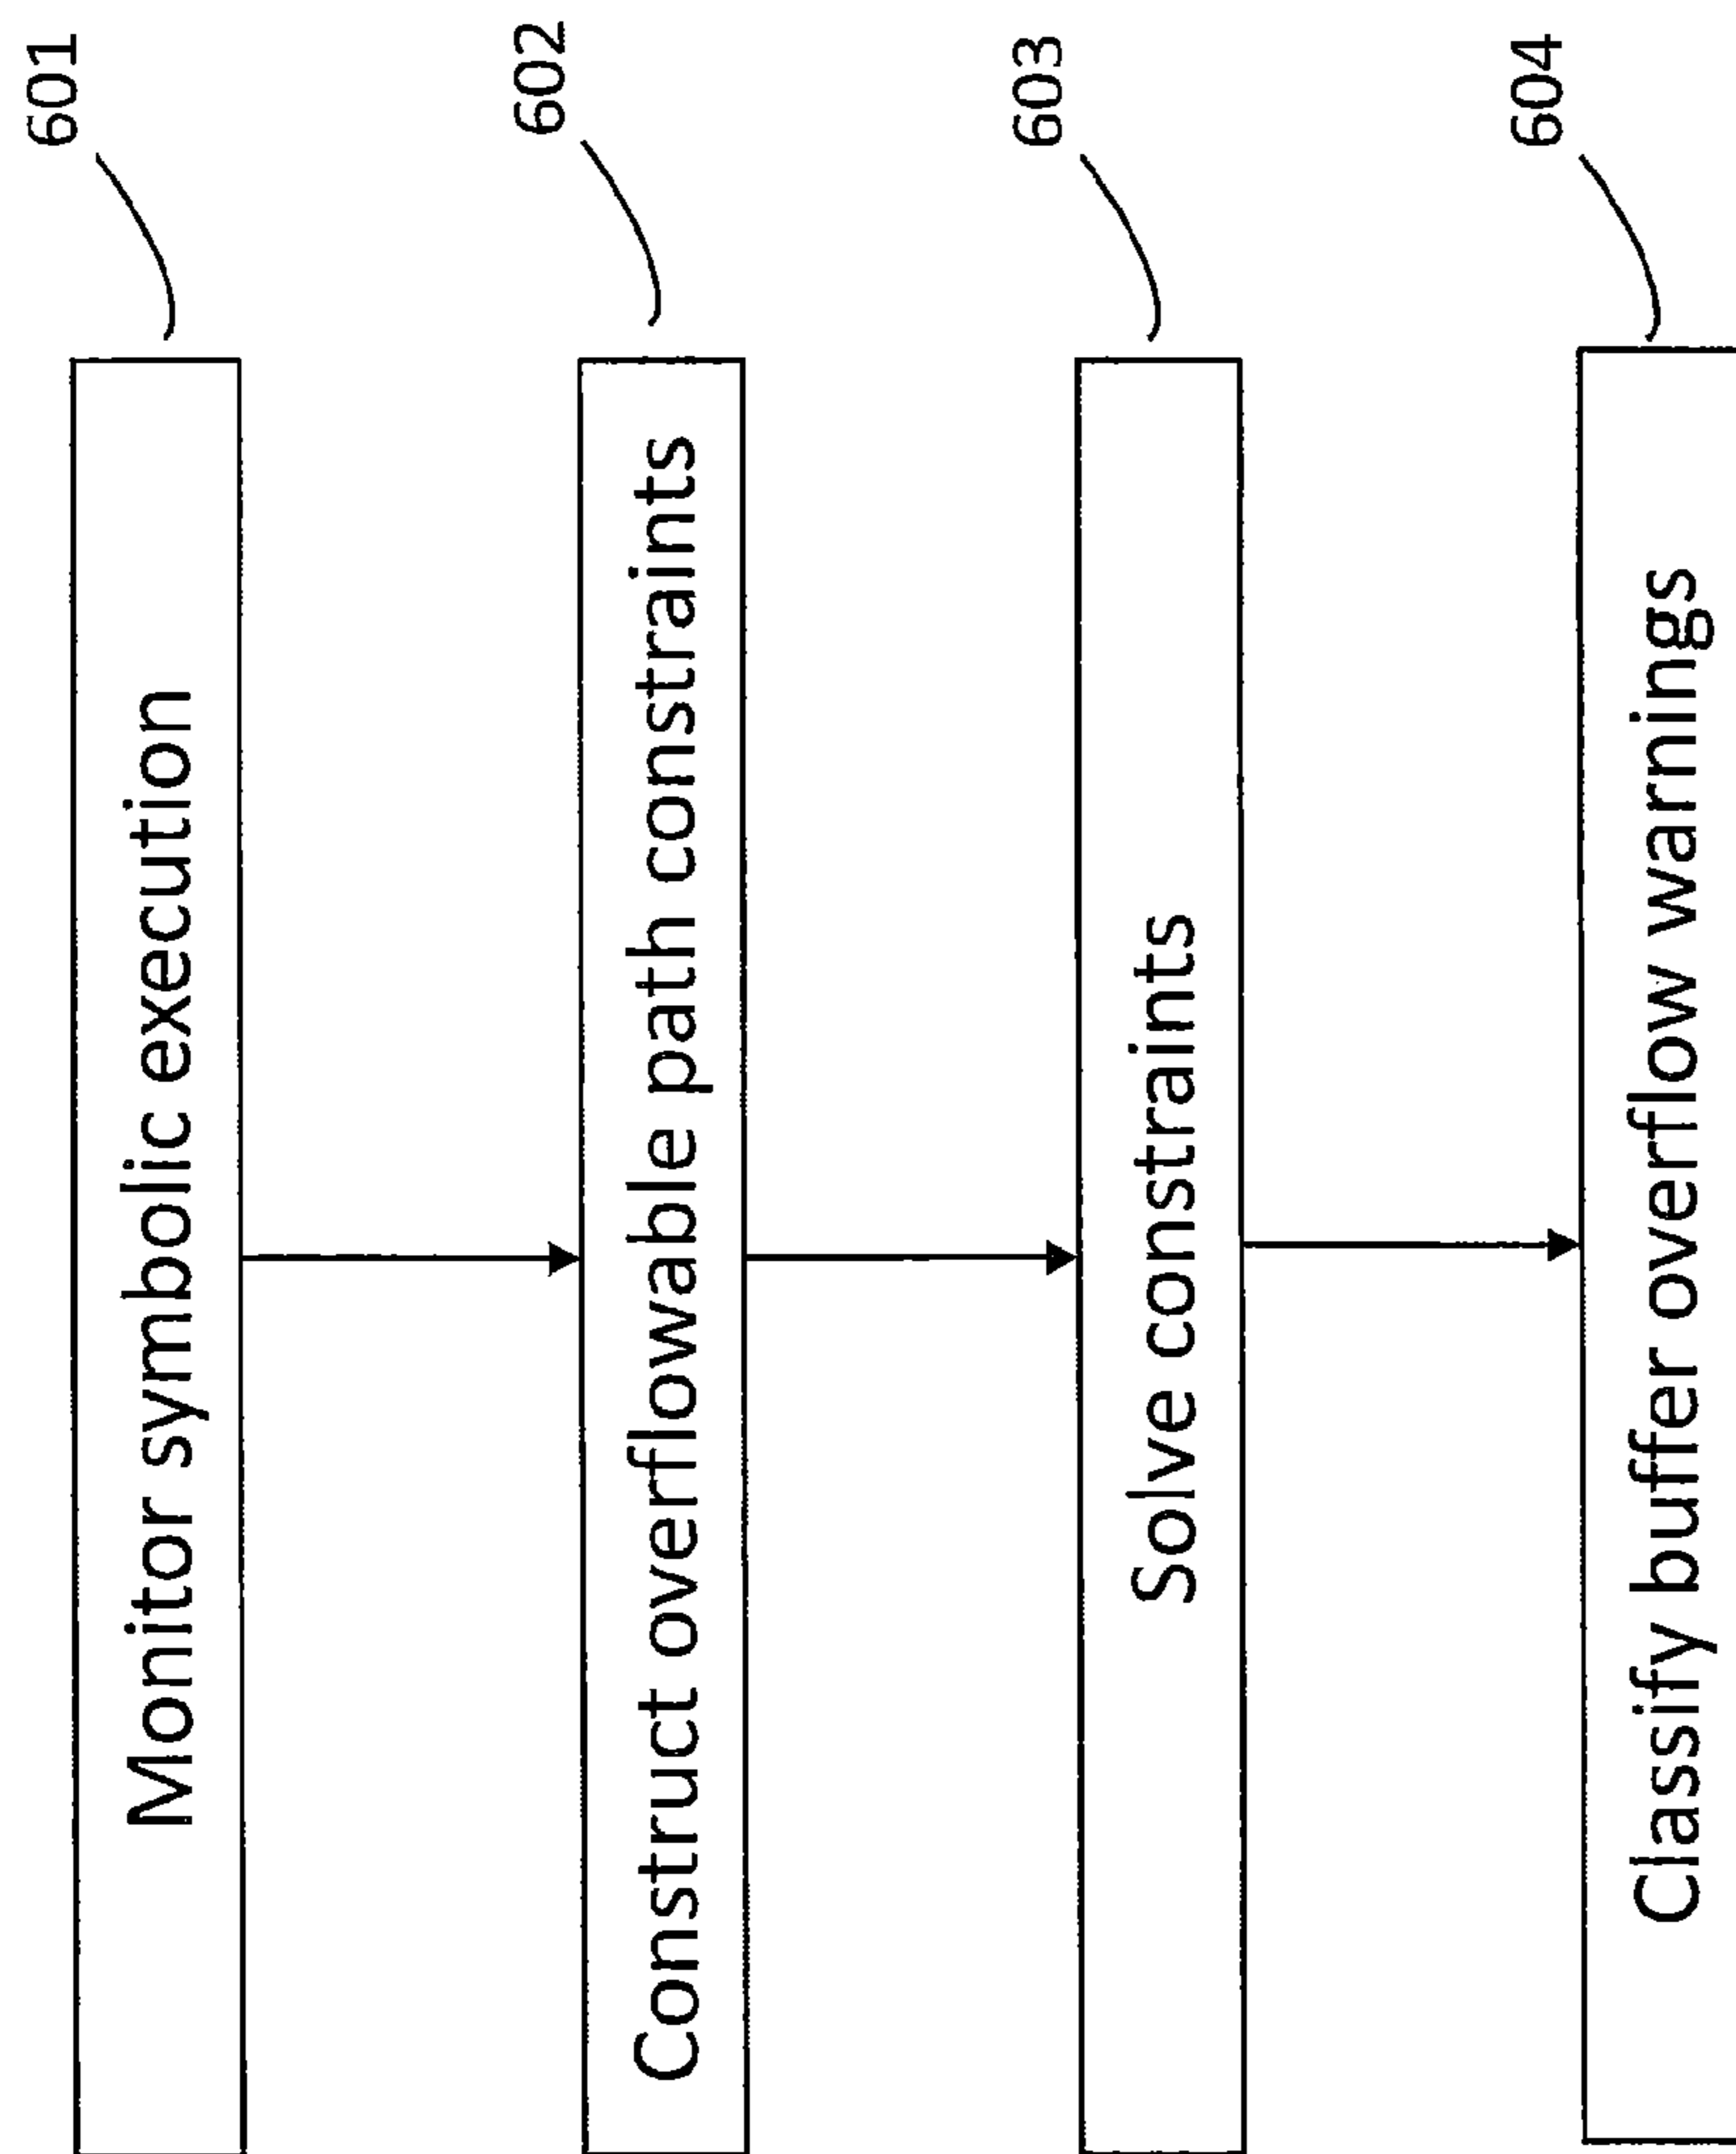 601
Monitor symbolic execution
602
Construct overflowable path constraints
603
Solve constraints
604
Classify buffer overflow warnings